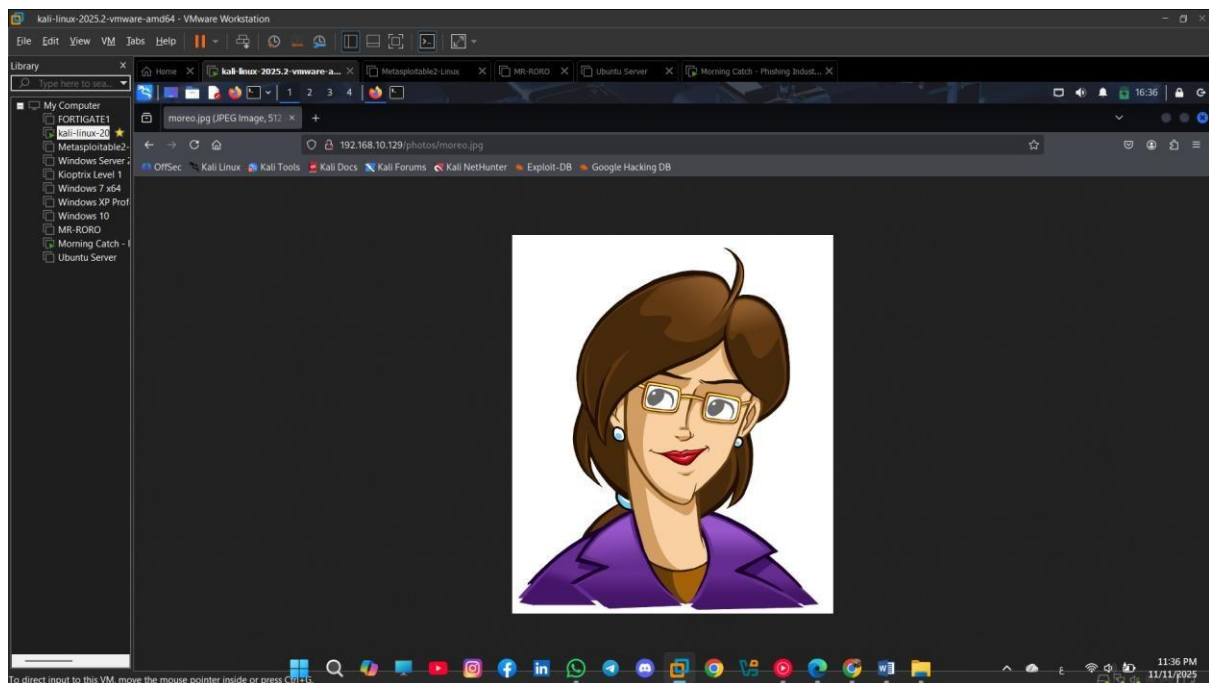 kali-linux-2025.2-vmware-amd64 - VMware Workstation
File Edit View VM Tabs Help
Library
Type here to sea...
My Computer
FORTIGATE1
kali-linux-20
Metasploitable2-
Windows Server 2
Kioptrix Level 1
Windows 7 x64
Windows XP Prof
Windows 10
MR-RORO
Morning Catch - P
Ubuntu Server
Home kali-linux-2025.2-vmware-a... Metasploitable2-Linux MR-RORO Ubuntu Server Morning Catch - Phishing Indust...
1 2 3 4 16:36
moreo.jpg (JPEG Image, 512
192.168.10.129/photos/moreo.jpg
OffSec Kali Linux Kali Tools Kali Docs Kali Forums Kali NetHunter Exploit-DB Google Hacking DB
To direct input to this VM, move the mouse pointer inside or press Ctrl+G.
ع 11:36 PM
11/11/2025